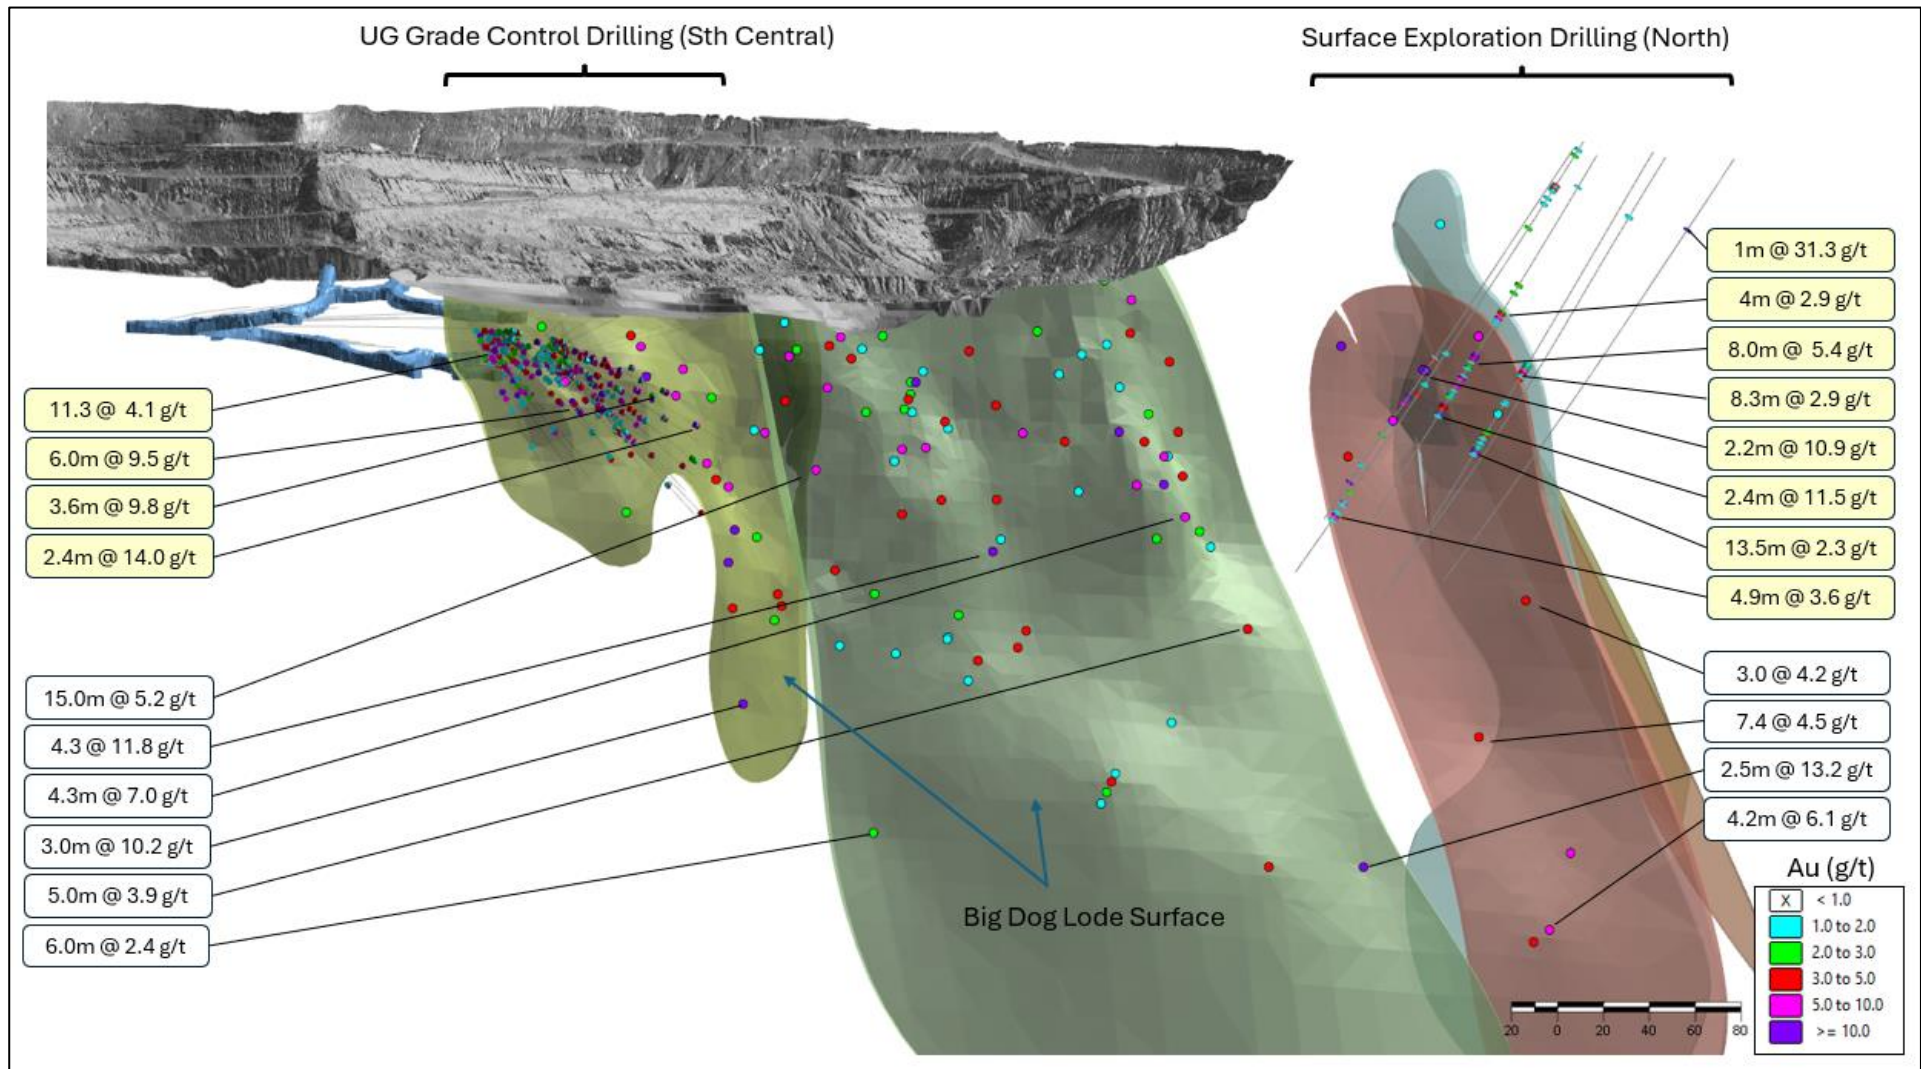 UG Grade Control Drilling (Sth Central)
Surface Exploration Drilling (North)
11.3 @ 4.1 g/t
6.0m @ 9.5 g/t
3.6m @ 9.8 g/t
2.4m @ 14.0 g/t
15.0m @ 5.2 g/t
4.3 @ 11.8 g/t
4.3m @ 7.0 g/t
3.0m @ 10.2 g/t
5.0m @ 3.9 g/t
6.0m @ 2.4 g/t
Big Dog Lode Surface
1m @ 31.3 g/t
4m @ 2.9 g/t
8.0m @ 5.4 g/t
8.3m @ 2.9 g/t
2.2m @ 10.9 g/t
2.4m @ 11.5 g/t
13.5m @ 2.3 g/t
4.9m @ 3.6 g/t
3.0 @ 4.2 g/t
7.4 @ 4.5 g/t
2.5m @ 13.2 g/t
4.2m @ 6.1 g/t
Au (g/t)
X < 1.0
1.0 to 2.0
2.0 to 3.0
3.0 to 5.0
5.0 to 10.0
>= 10.0
20 0 20 40 60 80